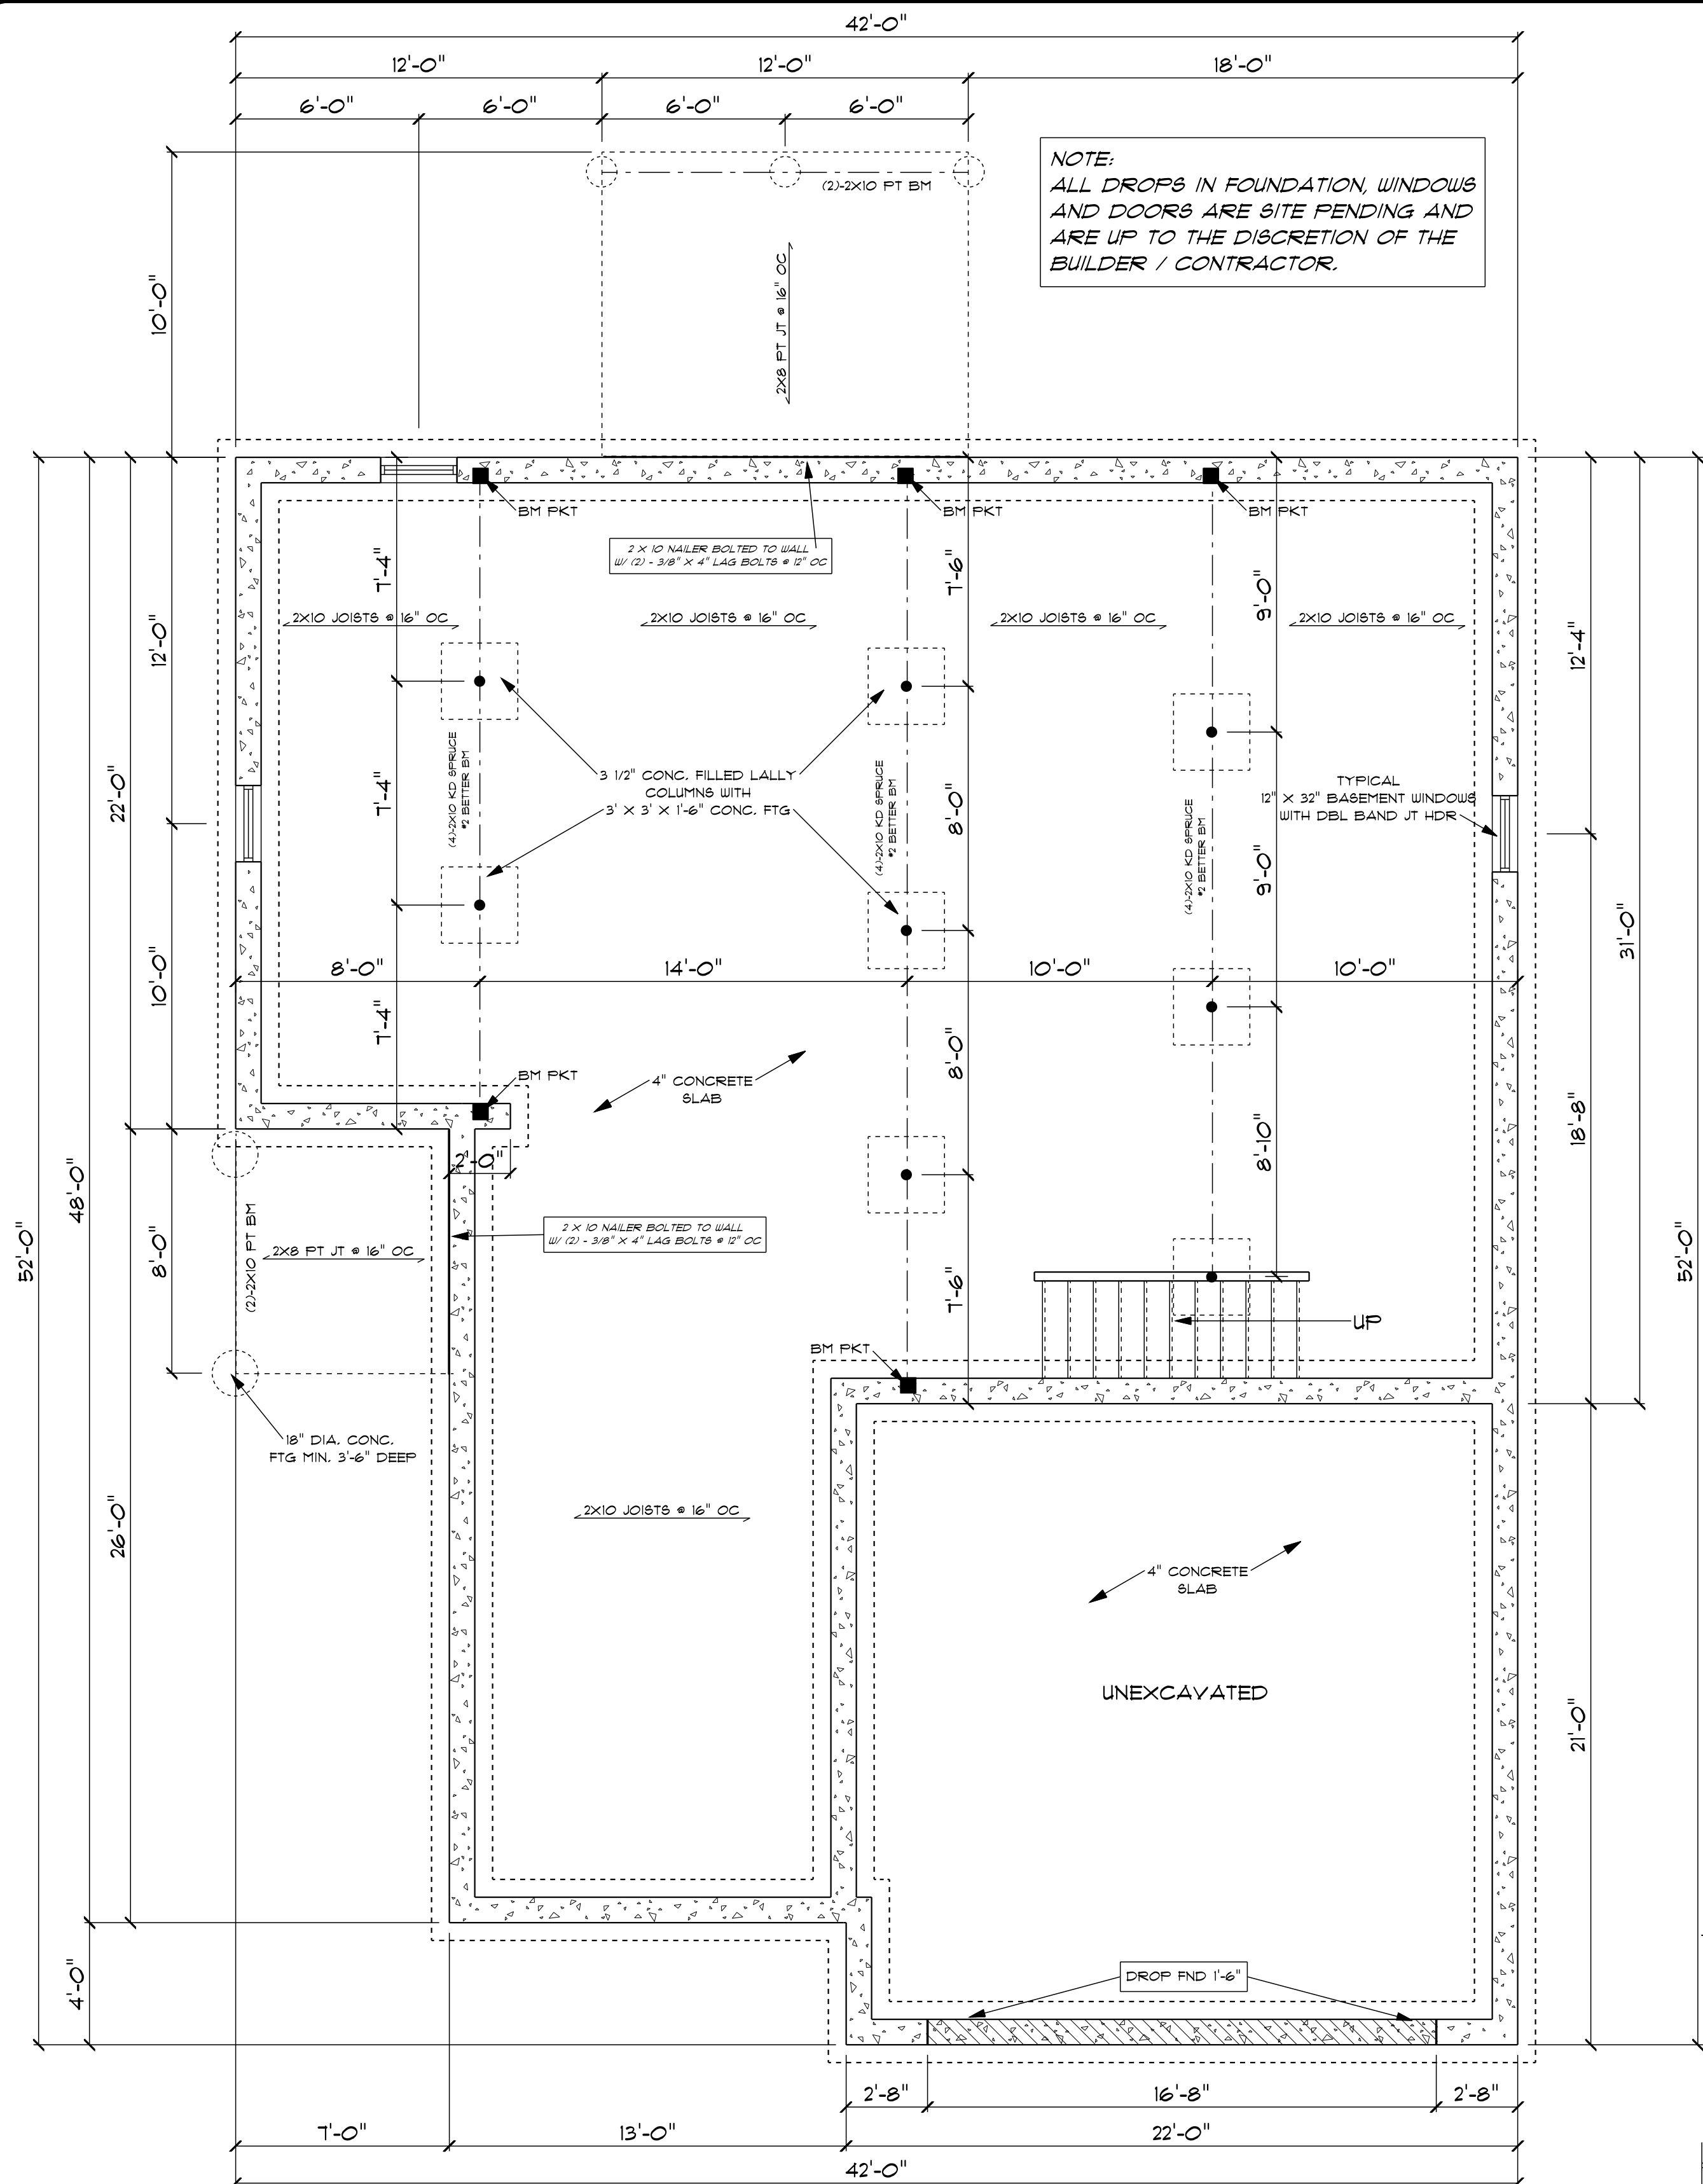 42'-0"
12'-0" 12'-0" 18'-0"
6'-0" 6'-0" 6'-0" 6'-0"
(2)-2X10 PT BM
NOTE:
ALL DROPS IN FOUNDATION, WINDOWS
AND DOORS ARE SITE PENDING AND
ARE UP TO THE DISCRETION OF THE
BUILDER / CONTRACTOR.
10'-0"
2X8 PT JT @ 16" OC
BM PKT
BM PKT
BM PKT
2 X 10 NAILER BOLTED TO WALL
W/ (2) - 3/8" X 4" LAG BOLTS @ 12" OC
7'-4"
7'-6"
9'-0"
2X10 JOISTS @ 16" OC
2X10 JOISTS @ 16" OC
2X10 JOISTS @ 16" OC
2X10 JOISTS @ 16" OC
12'-0"
12'-4"
22'-0"
7'-4"
(4)-2X10 KD SPRUCE
#2 BETTER BM
3 1/2" CONC. FILLED LALLY
COLUMNS WITH
3' X 3' X 1'-6" CONC. FTG
(4)-2X10 KD SPRUCE
#2 BETTER BM
8'-0"
(4)-2X10 KD SPRUCE
#2 BETTER BM
9'-0"
TYPICAL
12" X 32" BASEMENT WINDOWS
WITH DBL BAND JT HDR
31'-0"
10'-0"
8'-0" 14'-0" 10'-0" 10'-0"
7'-4"
8'-0"
8'-10"
18'-8"
BM PKT
4" CONCRETE
SLAB
2'-0"
48'-0"
52'-0"
52'-0"
8'-0"
(2)-2X10 PT BM
2X8 PT JT @ 16" OC
2 X 10 NAILER BOLTED TO WALL
W/ (2) - 3/8" X 4" LAG BOLTS @ 12" OC
7'-6"
UP
BM PKT
18" DIA. CONC.
FTG MIN. 3'-6" DEEP
26'-0"
2X10 JOISTS @ 16" OC
4" CONCRETE
SLAB
UNEXCAVATED
21'-0"
4'-0"
DROP FND 1'-6"
2'-8" 16'-8" 2'-8"
7'-0" 13'-0" 22'-0"
42'-0"